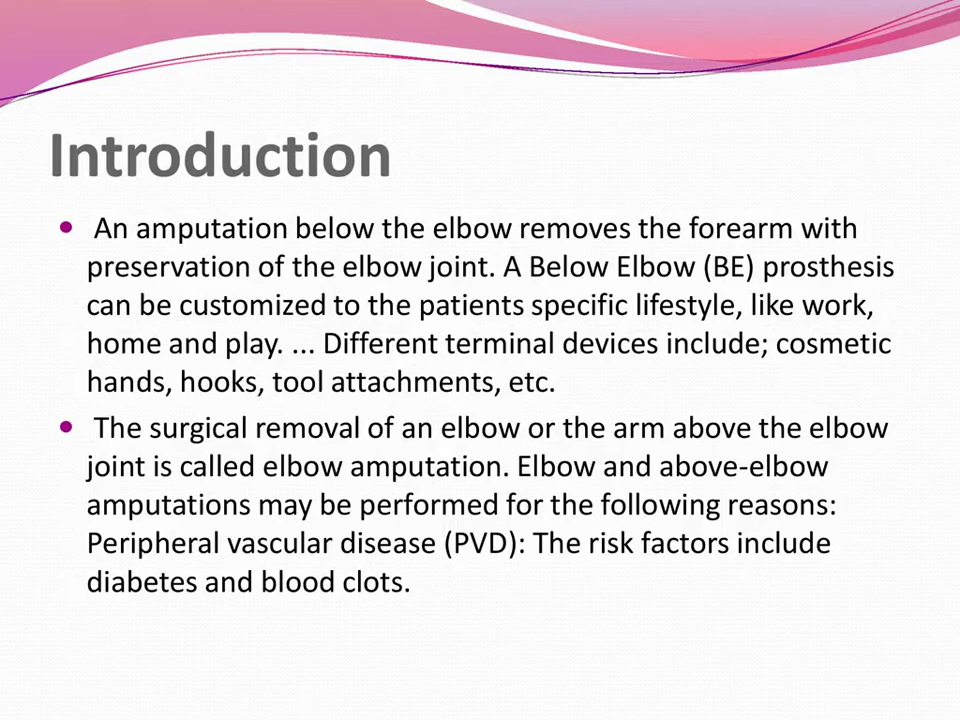 Introduction
• An amputation below the elbow removes the forearm with
preservation of the elbow joint. A Below Elbow (BE) prosthesis
can be customized to the patients specific lifestyle, like work,
home and play. ... Different terminal devices include; cosmetic
hands, hooks, tool attachments, etc.
• The surgical removal of an elbow or the arm above the elbow
joint is called elbow amputation. Elbow and above-elbow
amputations may be performed for the following reasons:
Peripheral vascular disease (PVD): The risk factors include
diabetes and blood clots.